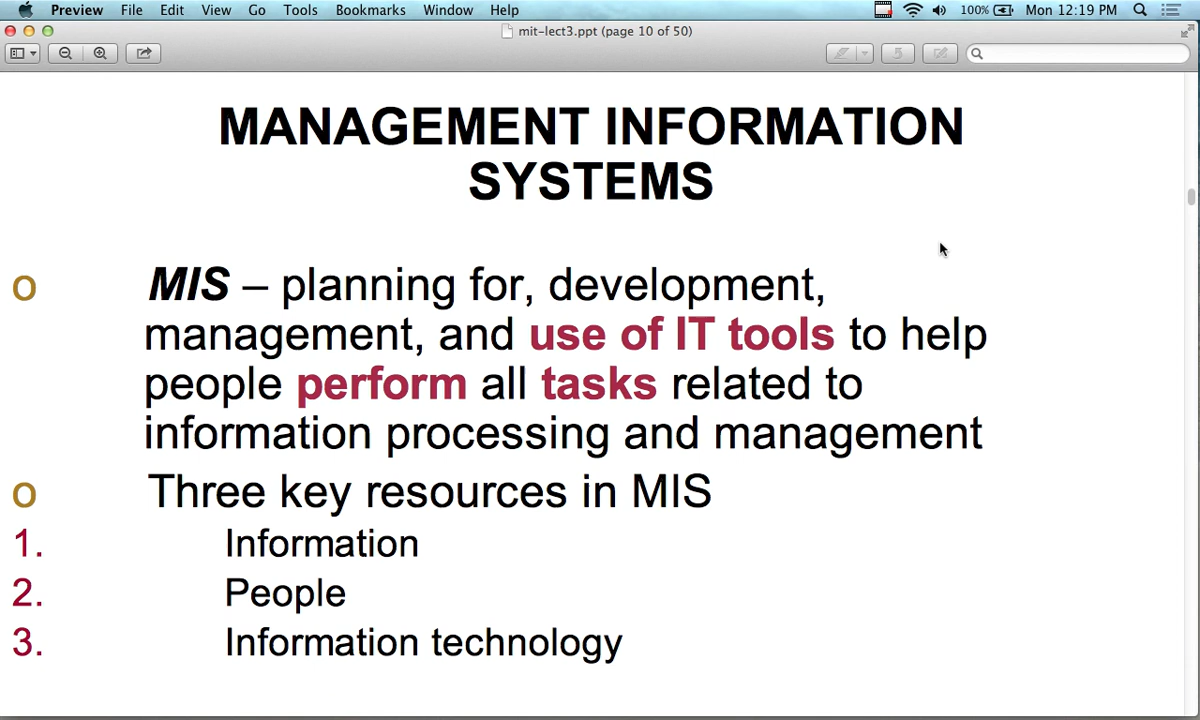 Preview File Edit View Go Tools Bookmarks Window Help 100% Mon 12:19 PM
mit-lect3.ppt (page 10 of 50)
MANAGEMENT INFORMATION
SYSTEMS
o MIS – planning for, development,
management, and use of IT tools to help
people perform all tasks related to
information processing and management
o Three key resources in MIS
1. Information
2. People
3. Information technology